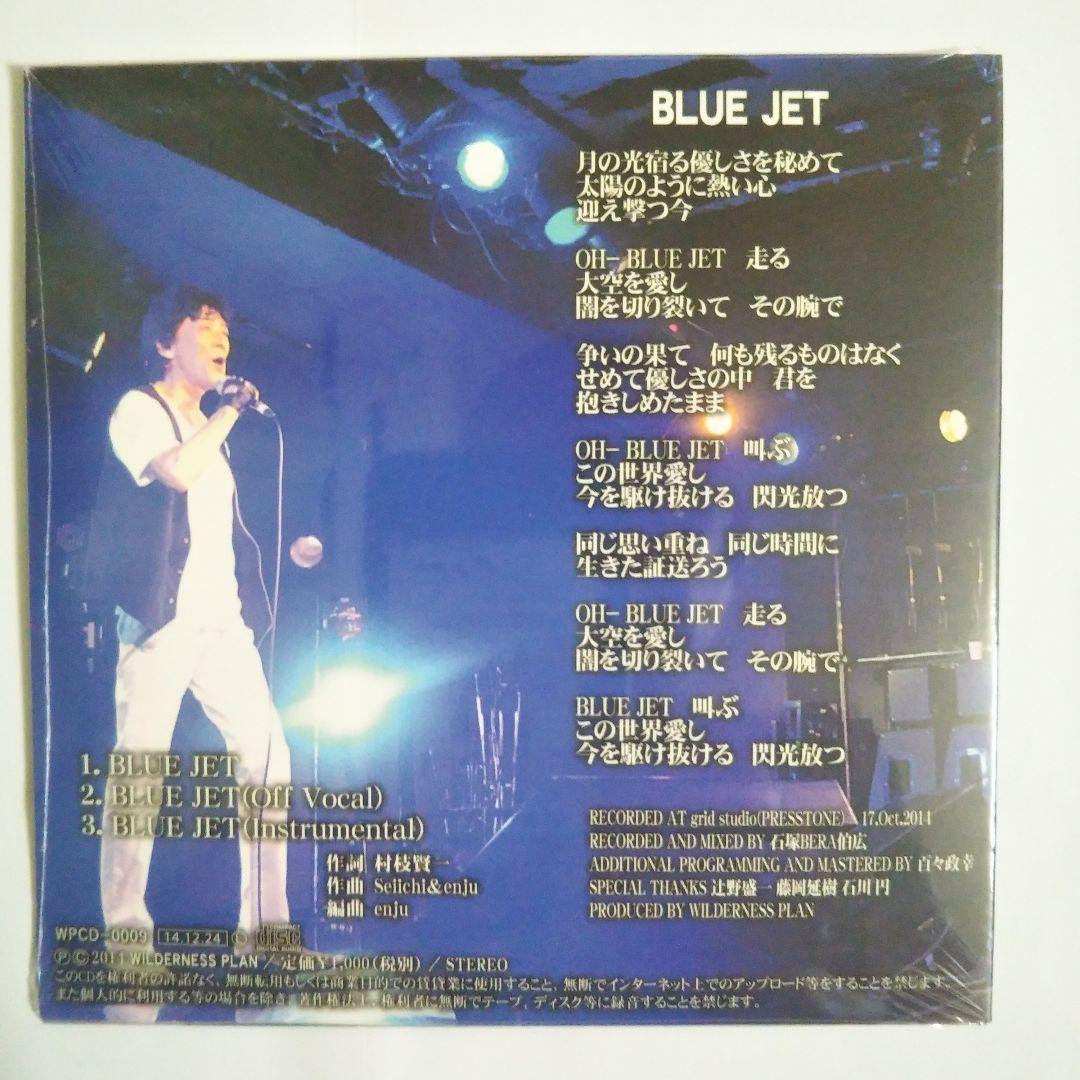 BLUE JET
月の光宿る優しさを秘めて
太陽のように熱い心
迎え撃つ今
OH− BLUE JET　走る
大空を愛し
闇を切り裂いて　その腕で
争いの果て　何も残るものはなく
せめて優しさの中　君を
抱きしめたまま
OH− BLUE JET　叫ぶ
この世界愛し
今を駆け抜ける　閃光放つ
同じ思い重ね　同じ時間に
生きた証送ろう
OH− BLUE JET　走る
大空を愛し
闇を切り裂いて　その腕で
BLUE JET　叫ぶ
この世界愛し
今を駆け抜ける　閃光放つ
1. BLUE JET
2. BLUE JET(Off Vocal)
3. BLUE JET(Instrumental)
作詞 村枝賢一
作曲 Seiichi&enju
編曲 enju
RECORDED AT grid studio(PRESSTONE) 17.Oct.2014
RECORDED AND MIXED BY 石塚BERA伯広
ADDITIONAL PROGRAMMING AND MASTERED BY 百々政幸
SPECIAL THANKS 辻野盛一 藤岡延樹 石川 円
PRODUCED BY WILDERNESS PLAN
WPCD-0009 14.12.24 Ⓛ COMPACT disc DIGITAL AUDIO
ⓅⒸ2014 WILDERNESS PLAN / 定価¥1,000(税別) / STEREO
このCDを権利者の許諾なく、無断転用もしくは商業目的での賃貸業に使用すること、無断でインターネット上でのアップロード等をすることを禁じます。
また個人的に利用する等の場合を除き、著作権法上、権利者に無断でテープ、ディスク等に録音することを禁じます。